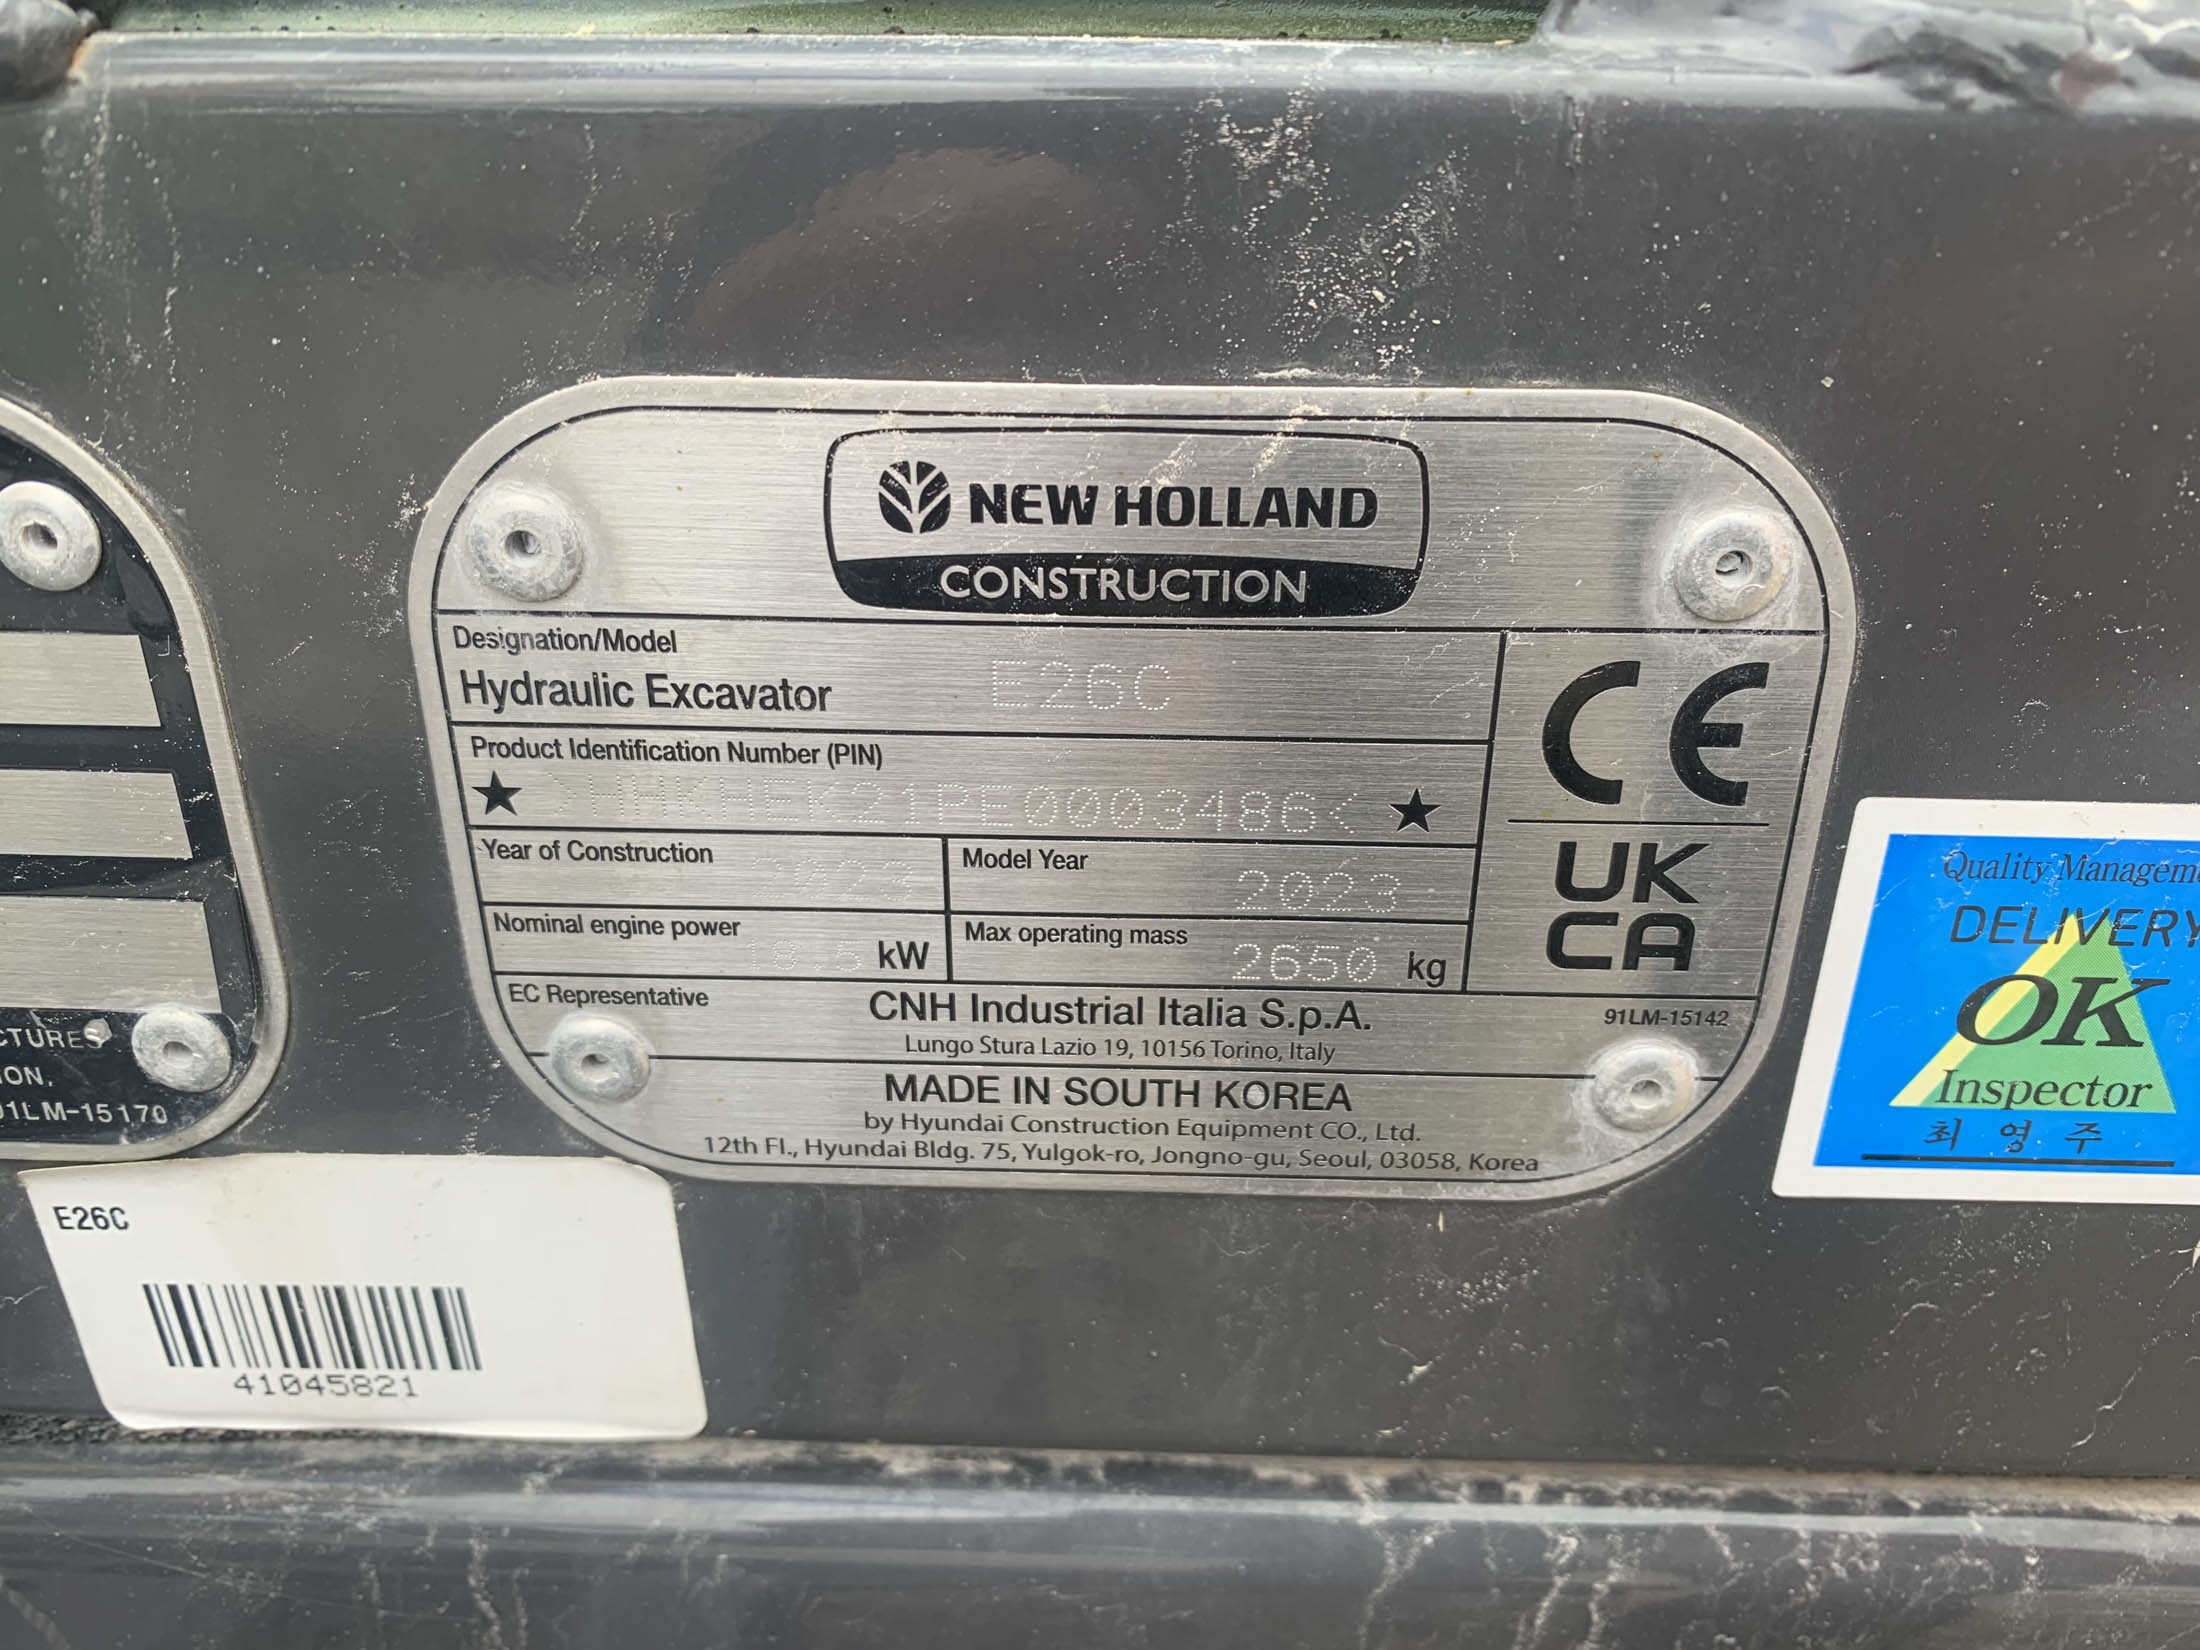 NEW HOLLAND
CONSTRUCTION
Designation/Model
Hydraulic Excavator E26C
Product Identification Number (PIN)
★ >HHKHEK21PE0003486< ★
Year of Construction 2023
Model Year 2023
Nominal engine power 18.5 kW
Max operating mass 2650 kg
CE
UK
CA
EC Representative
CNH Industrial Italia S.p.A.
91LM-15142
Lungo Stura Lazio 19, 10156 Torino, Italy
MADE IN SOUTH KOREA
by Hyundai Construction Equipment CO., Ltd.
12th Fl., Hyundai Bldg. 75, Yulgok-ro, Jongno-gu, Seoul, 03058, Korea
CTURES
ION,
91LM-15170
E26C
41045821
Quality Managem
DELIVERY
OK
Inspector
최 영 주